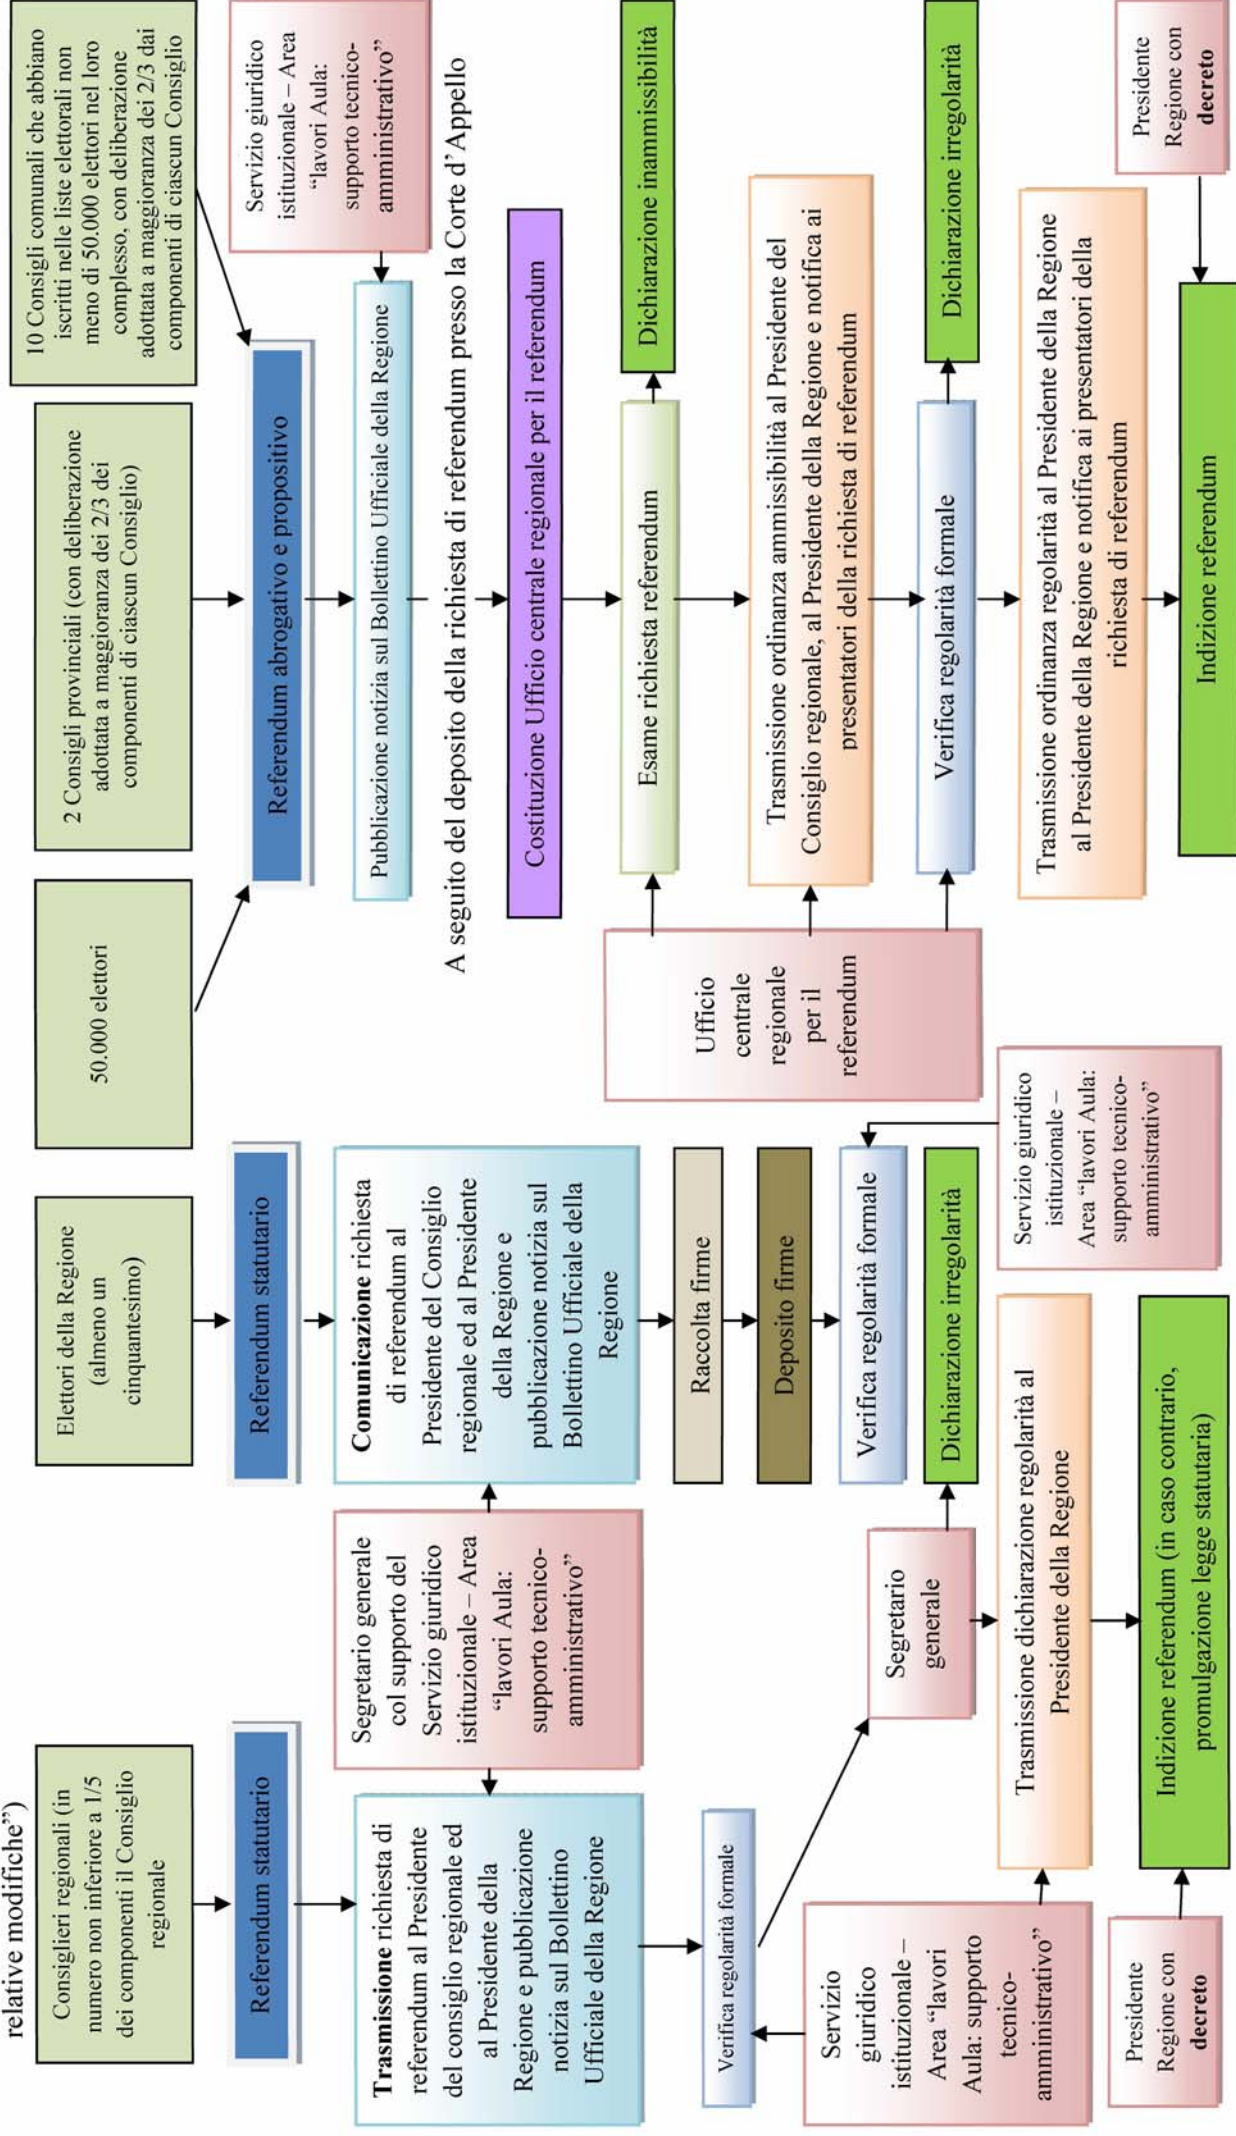 relative modifiche”)
Consiglieri regionali (in
numero non inferiore a 1/5
dei componenti il Consiglio
regionale
Referendum statutario
Trasmissione richiesta di
referendum al Presidente
del consiglio regionale ed
al Presidente della
Regione e pubblicazione
notizia sul Bollettino
Ufficiale della Regione
Verifica regolarità formale
Servizio
giuridico
istituzionale –
Area “lavori
Aula: supporto
tecnico-
amministrativo”
Presidente
Regione con
decreto
Segretario generale
col supporto del
Servizio giuridico
istituzionale – Area
“lavori Aula:
supporto tecnico-
amministrativo”
Elettori della Regione
(almeno un
cinquantesimo)
Referendum statutario
Comunicazione richiesta
di referendum al
Presidente del Consiglio
regionale ed al Presidente
della Regione e
pubblicazione notizia sul
Bollettino Ufficiale della
Regione
Raccolta firme
Deposito firme
Verifica regolarità formale
Dichiarazione irregolarità
Segretario
generale
Trasmissione dichiarazione regolarità al
Presidente della Regione
Indizione referendum (in caso contrario,
promulgazione legge statutaria)
Servizio giuridico
istituzionale –
Area “lavori Aula:
supporto tecnico-
amministrativo”
50.000 elettori
2 Consigli provinciali (con deliberazione
adottata a maggioranza dei 2/3 dei
componenti di ciascun Consiglio)
10 Consigli comunali che abbiano
iscritti nelle liste elettorali non
meno di 50.000 elettori nel loro
complesso, con deliberazione
adottata a maggioranza dei 2/3 dai
componenti di ciascun Consiglio
Referendum abrogativo e propositivo
Servizio giuridico
istituzionale – Area
“lavori Aula:
supporto tecnico-
amministrativo”
Pubblicazione notizia sul Bollettino Ufficiale della Regione
A seguito del deposito della richiesta di referendum presso la Corte d’Appello
Costituzione Ufficio centrale regionale per il referendum
Ufficio
centrale
regionale
per il
referendum
Esame richiesta referendum
Dichiarazione inamissibilità
Trasmissione ordinanza ammissibilità al Presidente del
Consiglio regionale, al Presidente della Regione e notifica ai
presentatori della richiesta di referendum
Verifica regolarità formale
Dichiarazione irregolarità
Trasmissione ordinanza regolarità al Presidente della Regione
al Presidente della Regione e notifica ai presentatori della
richiesta di referendum
Indizione referendum
Presidente
Regione con
decreto